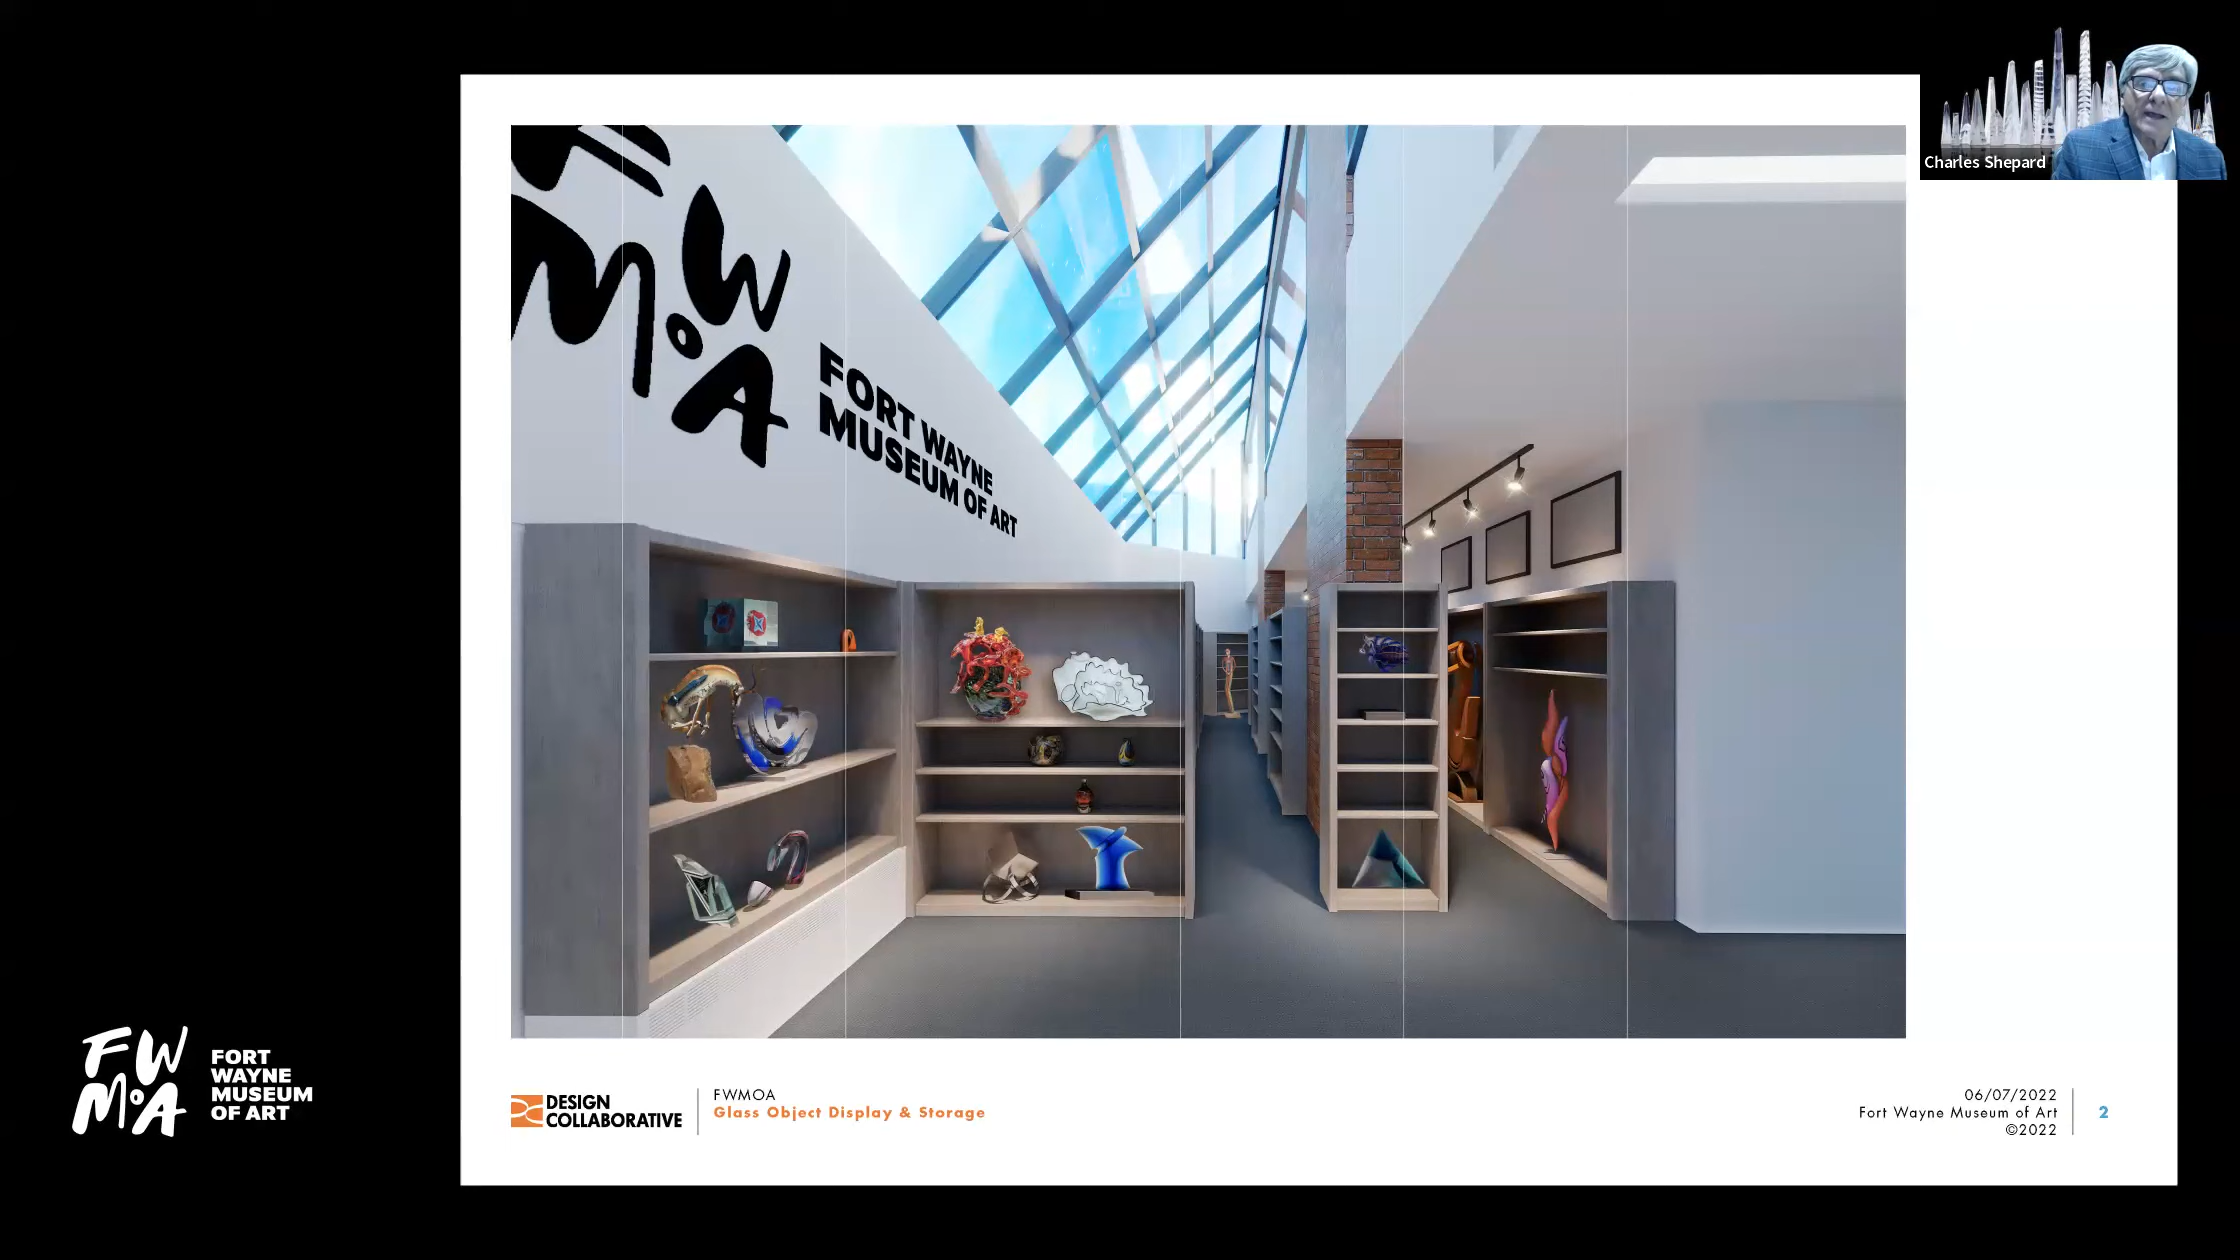 Charles Shepard
FW
MoA
FORT WAYNE
MUSEUM OF ART
FW
MoA
FORT
WAYNE
MUSEUM
OF ART
DESIGN
COLLABORATIVE
FWMOA
Glass Object Display & Storage
06/07/2022
Fort Wayne Museum of Art
©2022
2